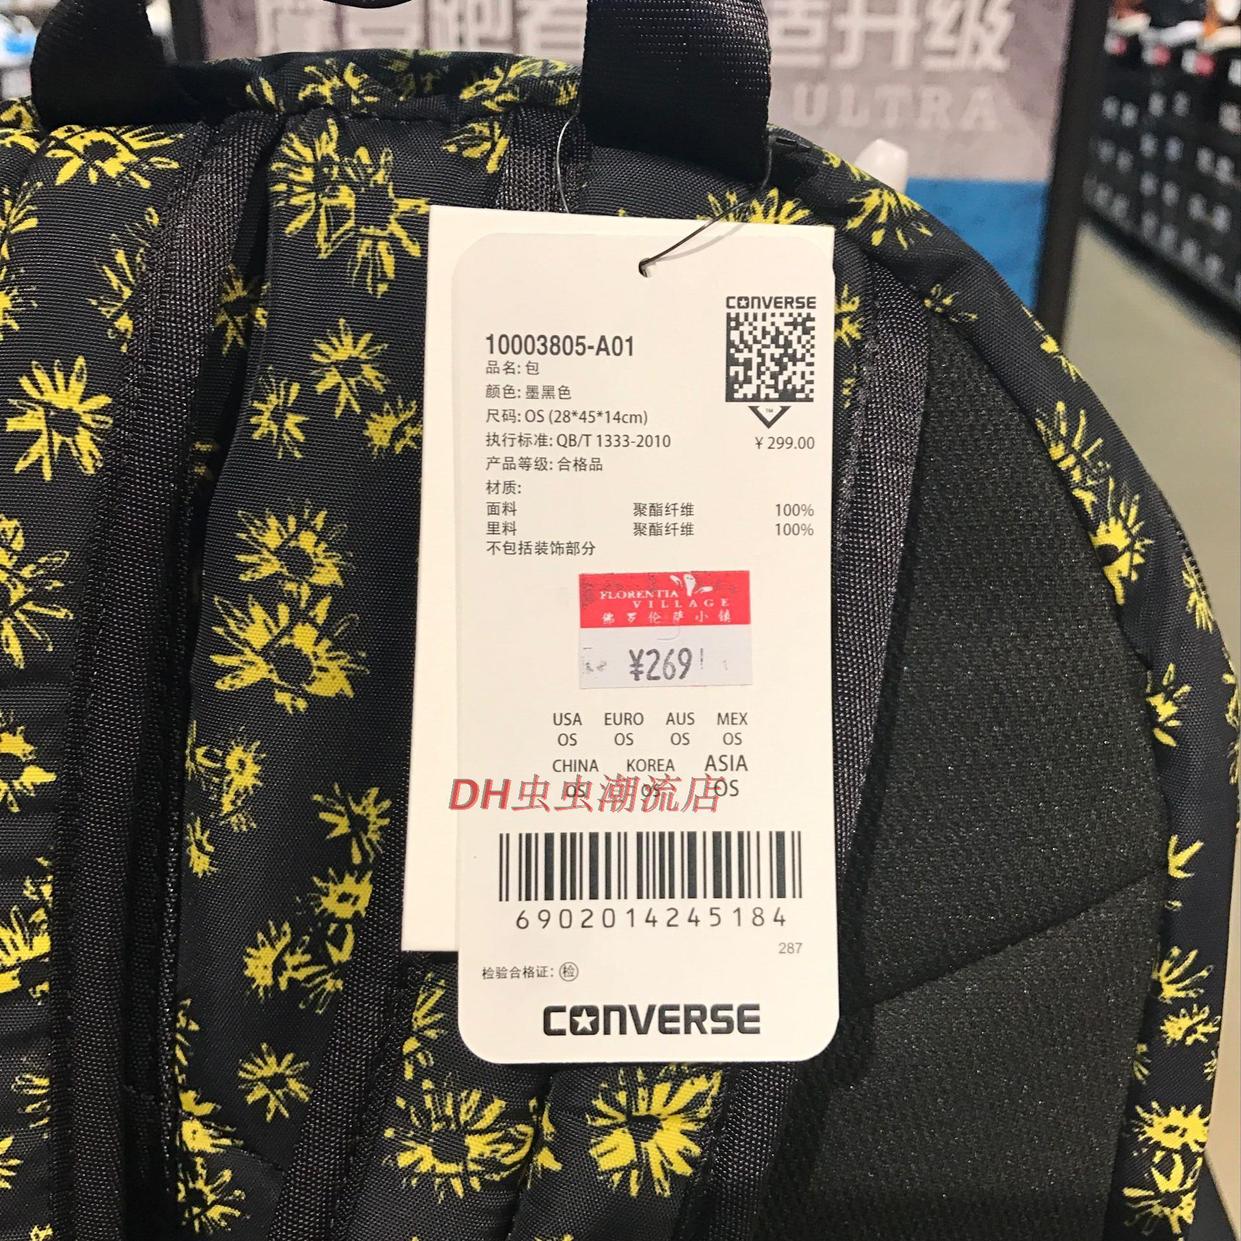 升级
ULTRA
CONVERSE
10003805-A01
品名: 包
颜色: 墨黑色
尺码: OS (28*45*14cm)
执行标准: QB/T 1333-2010
¥ 299.00
产品等级: 合格品
材质:
面料 聚酯纤维 100%
里料 聚酯纤维 100%
不包括装饰部分
FLORENTIA
VILLAGE
佛罗伦萨小镇
¥269
USA EURO AUS MEX
OS OS OS OS
CHINA KOREA ASIA
OS OS OS
DH虫虫潮流店
6902014245184
287
检验合格证: 检
CONVERSE